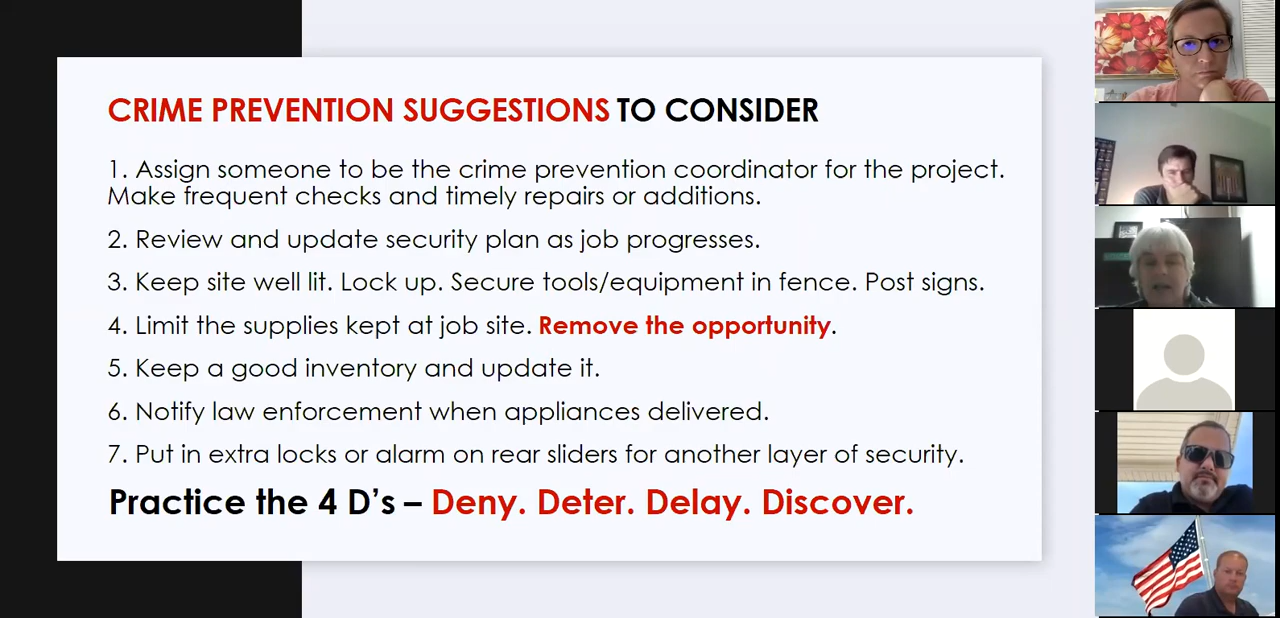 CRIME PREVENTION SUGGESTIONS TO CONSIDER
1. Assign someone to be the crime prevention coordinator for the project.
Make frequent checks and timely repairs or additions.
2. Review and update security plan as job progresses.
3. Keep site well lit. Lock up. Secure tools/equipment in fence. Post signs.
4. Limit the supplies kept at job site. Remove the opportunity.
5. Keep a good inventory and update it.
6. Notify law enforcement when appliances delivered.
7. Put in extra locks or alarm on rear sliders for another layer of security.
Practice the 4 D’s – Deny. Deter. Delay. Discover.